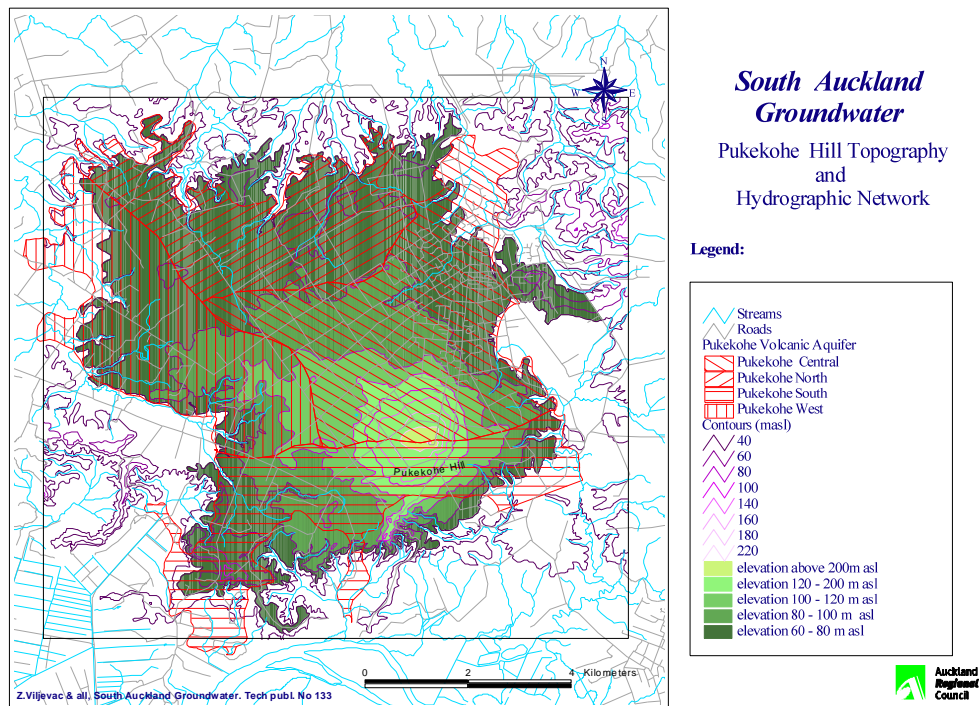 South Auckland
Groundwater
Pukekohe Hill Topography
and
Hydrographic Network
Legend:
Streams
Roads
Pukekohe Volcanic Aquifer
Pukekohe Central
Pukekohe North
Pukekohe South
Pukekohe West
Contours (masl)
40
60
80
100
140
160
180
220
elevation above 200m asl
elevation 120 - 200 m asl
elevation 100 - 120 m asl
elevation 80 - 100 m asl
elevation 60 - 80 m asl
N
W E
S
Pukekohe Hill
0 2 4 Kilometers
Z.Viljevac & all, South Auckland Groundwater. Tech publ. No 133
Auckland
Regional
Council